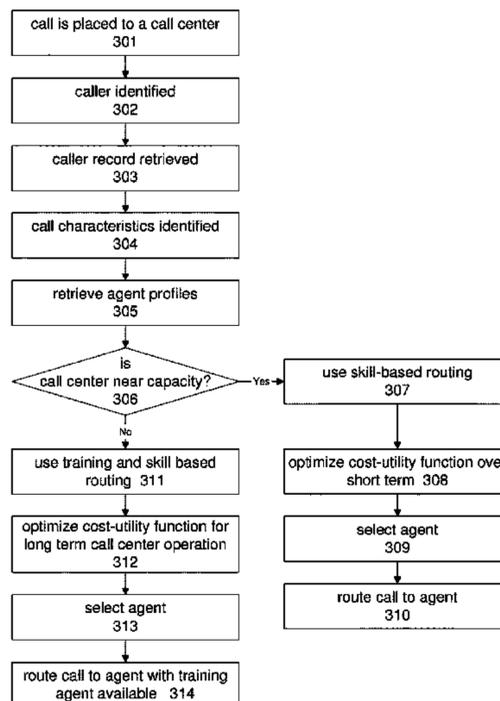 call is placed to a call center
301
caller identified
302
caller record retrieved
303
call characteristics identified
304
retrieve agent profiles
305
is
call center near capacity?
306
Yes
No
use skill-based routing
307
optimize cost-utility function over
short term 308
select agent
309
route call to agent
310
use training and skill based
routing 311
optimize cost-utility function for
long term call center operation
312
select agent
313
route call to agent with training
agent available 314